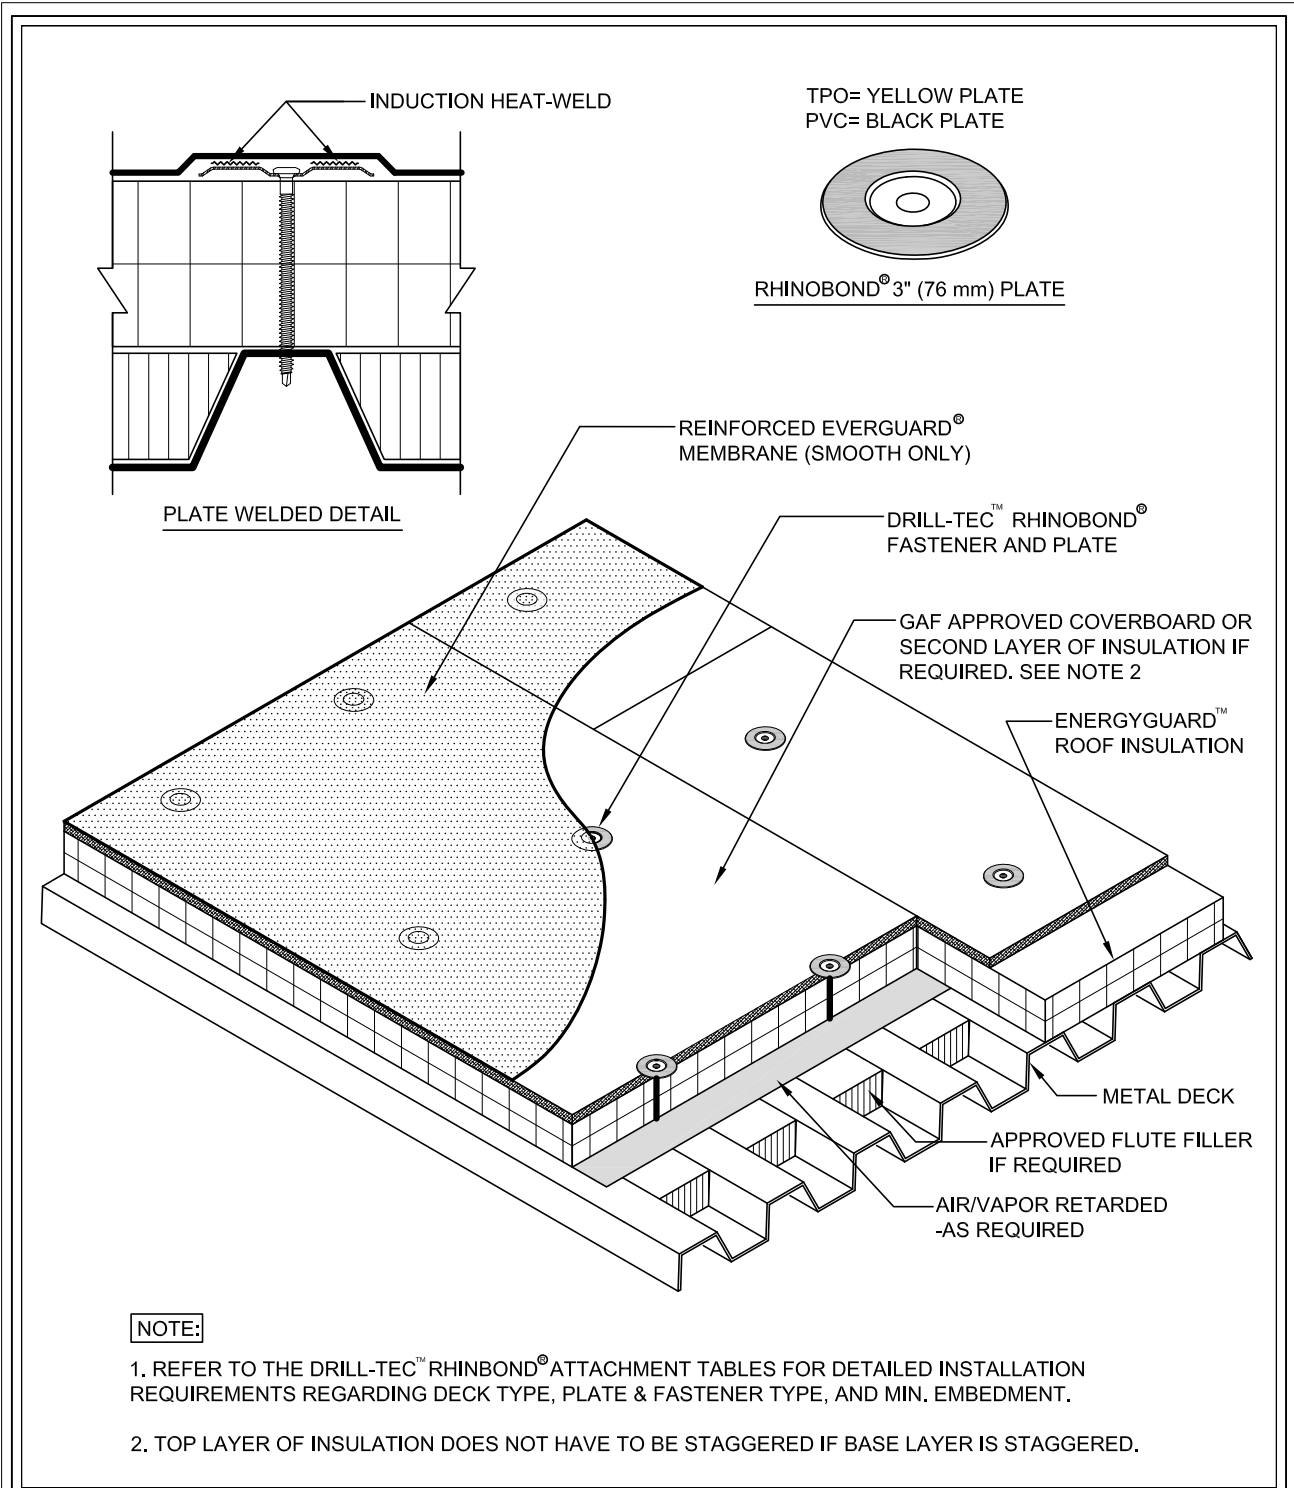 INDUCTION HEAT-WELD
TPO= YELLOW PLATE
PVC= BLACK PLATE
RHINOBOND® 3" (76 mm) PLATE
REINFORCED EVERGUARD®
MEMBRANE (SMOOTH ONLY)
PLATE WELDED DETAIL
DRILL-TEC™ RHINOBOND®
FASTENER AND PLATE
GAF APPROVED COVERBOARD OR
SECOND LAYER OF INSULATION IF
REQUIRED. SEE NOTE 2
ENERGYGUARD™
ROOF INSULATION
METAL DECK
APPROVED FLUTE FILLER
IF REQUIRED
AIR/VAPOR RETARDED
-AS REQUIRED
NOTE:
1. REFER TO THE DRILL-TEC™ RHINBOND® ATTACHMENT TABLES FOR DETAILED INSTALLATION
REQUIREMENTS REGARDING DECK TYPE, PLATE & FASTENER TYPE, AND MIN. EMBEDMENT.
2. TOP LAYER OF INSULATION DOES NOT HAVE TO BE STAGGERED IF BASE LAYER IS STAGGERED.